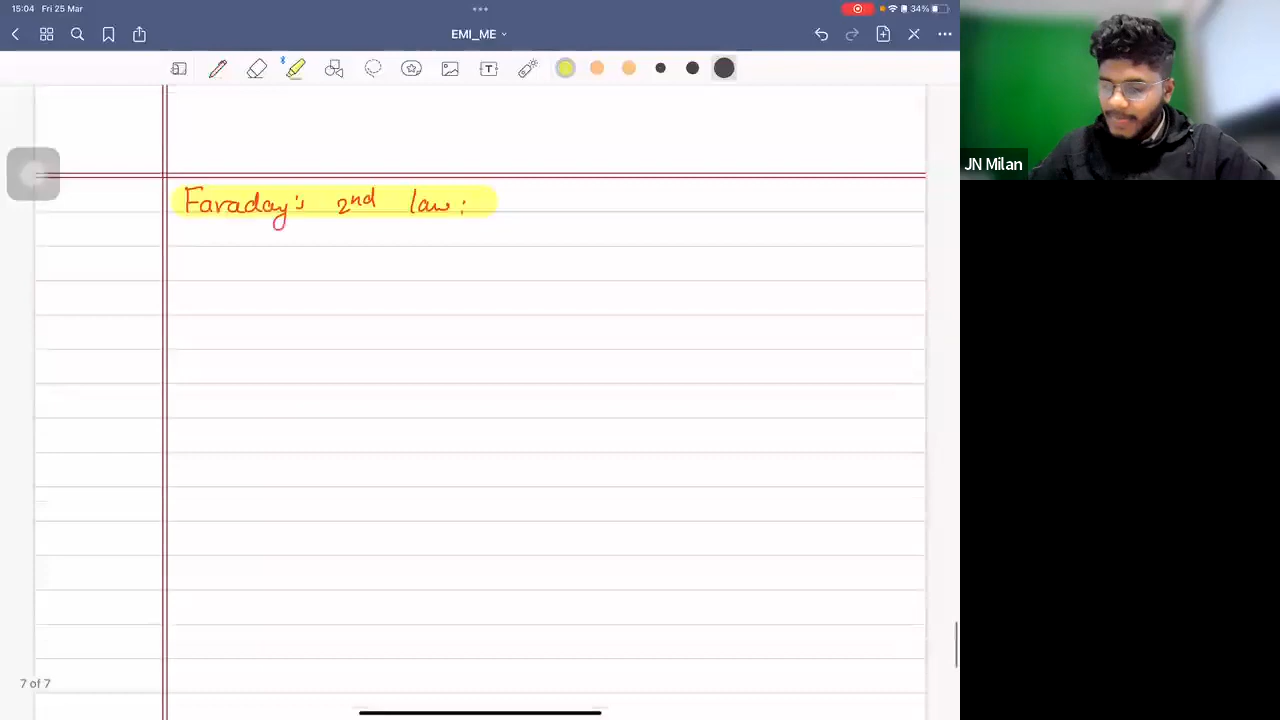 15:04 Fri 25 Mar
34%
EMI_ME
T
JN Milan
Faraday's 2nd law:
7 of 7